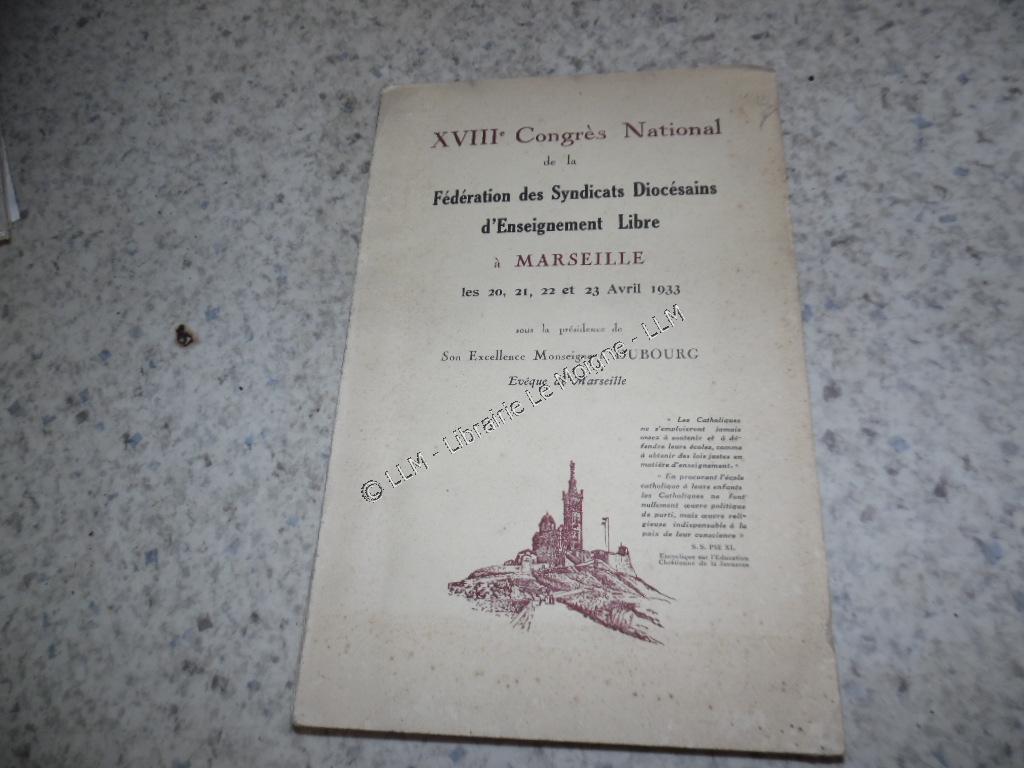 XVIIIe Congrès National
de la
Fédération des Syndicats Diocésains
d'Enseignement Libre
à MARSEILLE
les 20, 21, 22 et 23 Avril 1933
sous la présidence de
Son Excellence Monseigneur DUBOURG
Evêque de Marseille
« Les Catholiques
ne s'emploieront jamais
assez à soutenir et à dé-
fendre leurs écoles, comme
à obtenir des lois justes en
matière d'enseignement. »
« En procurant l'école
catholique à leurs enfants
les Catholiques ne font
nullement œuvre politique
de parti, mais œuvre reli-
gieuse indispensable à la
paix de leur conscience »
S. S. PIE XI.
Encyclique sur l'Education
Chrétienne de la Jeunesse
© LLM - Librairie Le Moigne - LLM